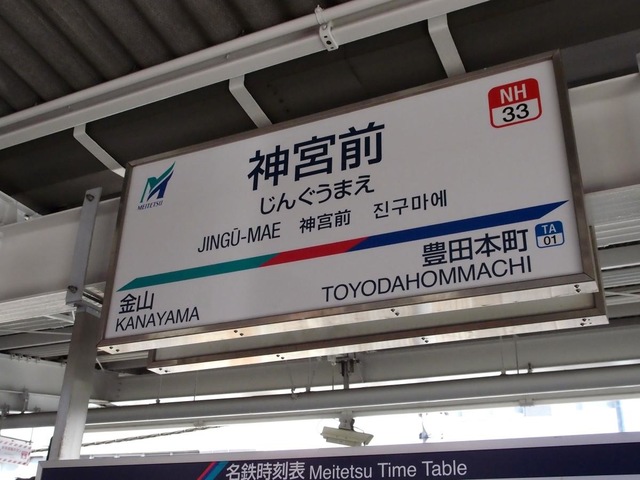 NH
33
MEITETSU
神宮前
じんぐうまえ
JINGŪ-MAE 神宮前 진구마에
金山
KANAYAMA
豊田本町
TOYODAHOMMACHI
TA
01
名鉄時刻表 Meitetsu Time Table